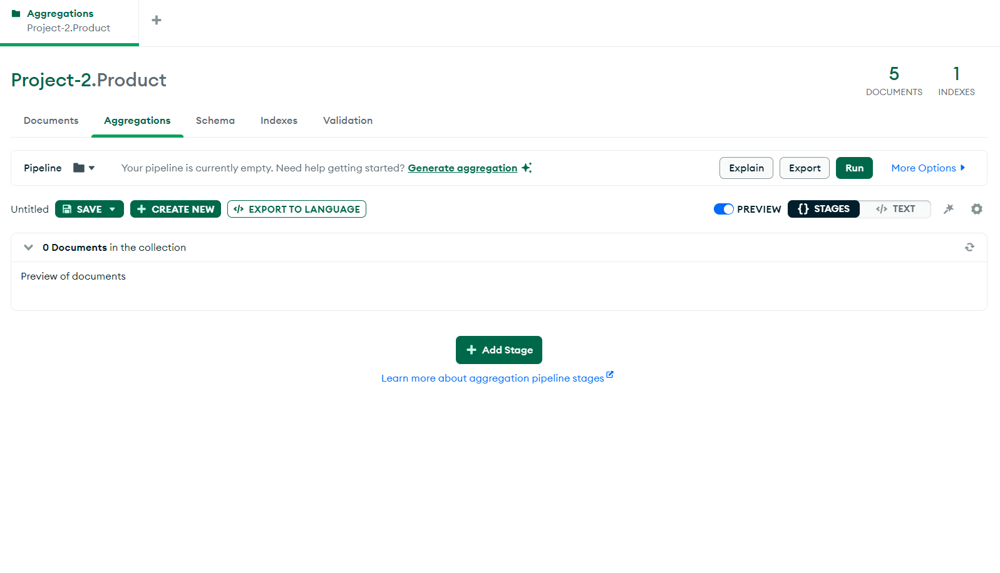 Aggregations
Project-2.Product
Project-2.Product
5
DOCUMENTS
1
INDEXES
Documents
Aggregations
Schema
Indexes
Validation
Pipeline
Your pipeline is currently empty. Need help getting started? Generate aggregation
Explain
Export
Run
More Options
Untitled
SAVE
CREATE NEW
EXPORT TO LANGUAGE
PREVIEW
{} STAGES
</> TEXT
0 Documents in the collection
Preview of documents
Add Stage
Learn more about aggregation pipeline stages